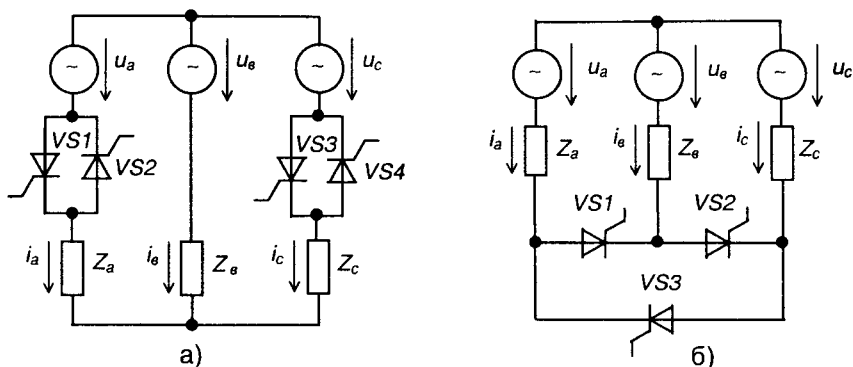 ~ u_a ~ u_в ~ u_c
VS1 VS2 VS3 VS4
i_a Z_a i_в Z_в i_c Z_c
а)
~ u_a ~ u_в ~ u_c
i_a Z_a i_в Z_в i_c Z_c
VS1 VS2
VS3
б)